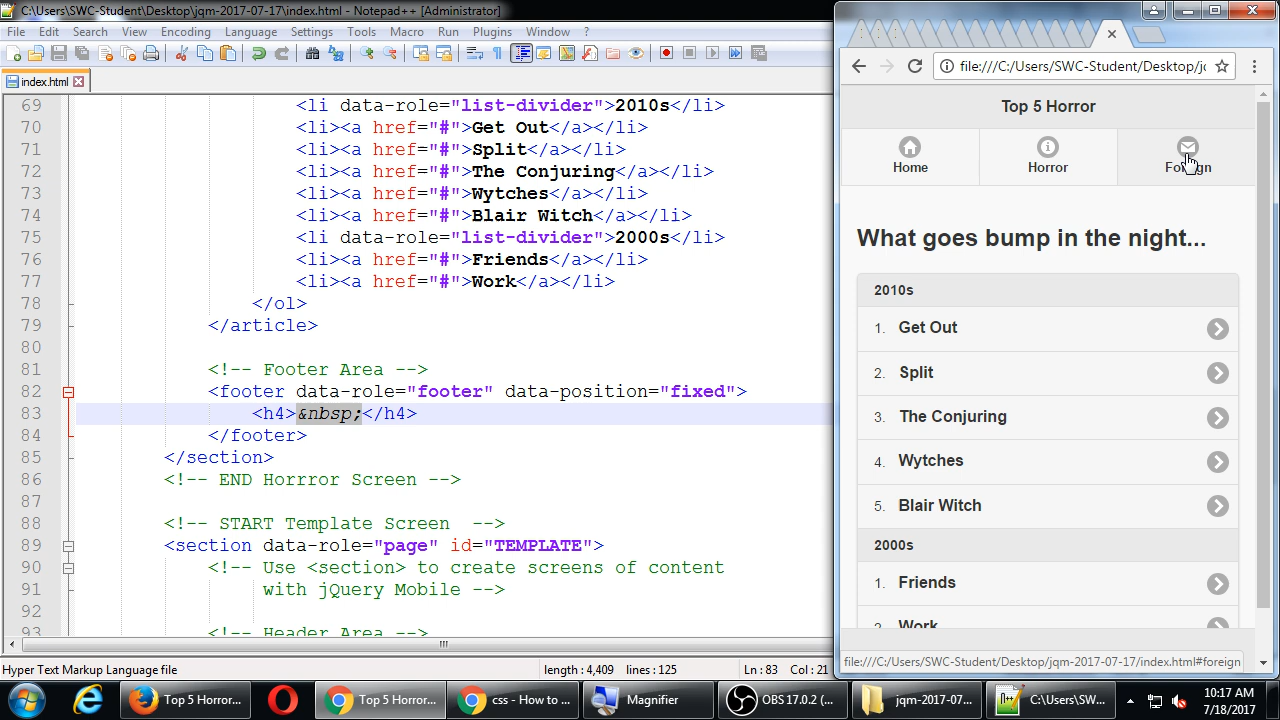 C:\Users\SWC-Student\Desktop\jqm-2017-07-17\index.html - Notepad++ [Administrator]
File Edit Search View Encoding Language Settings Tools Macro Run Plugins Window ?
index.html
69 <li data-role="list-divider">2010s</li>
70 <li><a href="#">Get Out</a></li>
71 <li><a href="#">Split</a></li>
72 <li><a href="#">The Conjuring</a></li>
73 <li><a href="#">Wytches</a></li>
74 <li><a href="#">Blair Witch</a></li>
75 <li data-role="list-divider">2000s</li>
76 <li><a href="#">Friends</a></li>
77 <li><a href="#">Work</a></li>
78 </ol>
79 </article>
80
81 <!-- Footer Area -->
82 <footer data-role="footer" data-position="fixed">
83 <h4>&nbsp;</h4>
84 </footer>
85 </section>
86 <!-- END Horrror Screen -->
87
88 <!-- START Template Screen  -->
89 <section data-role="page" id="TEMPLATE">
90 <!-- Use <section> to create screens of content
91 with jQuery Mobile -->
92
93 <!-- Header Area -->
Hyper Text Markup Language file
length : 4,409 lines : 125
Ln : 83 Col : 21
file:///C:/Users/SWC-Student/Desktop/jq
Top 5 Horror
Home
Horror
Foreign
What goes bump in the night...
2010s
1. Get Out
2. Split
3. The Conjuring
4. Wytches
5. Blair Witch
2000s
1. Friends
2. Work
file:///C:/Users/SWC-Student/Desktop/jqm-2017-07-17/index.html#foreign
Top 5 Horror...
Top 5 Horror...
css - How to ...
Magnifier
OBS 17.0.2 (...
jqm-2017-07...
C:\Users\SW...
10:17 AM
7/18/2017